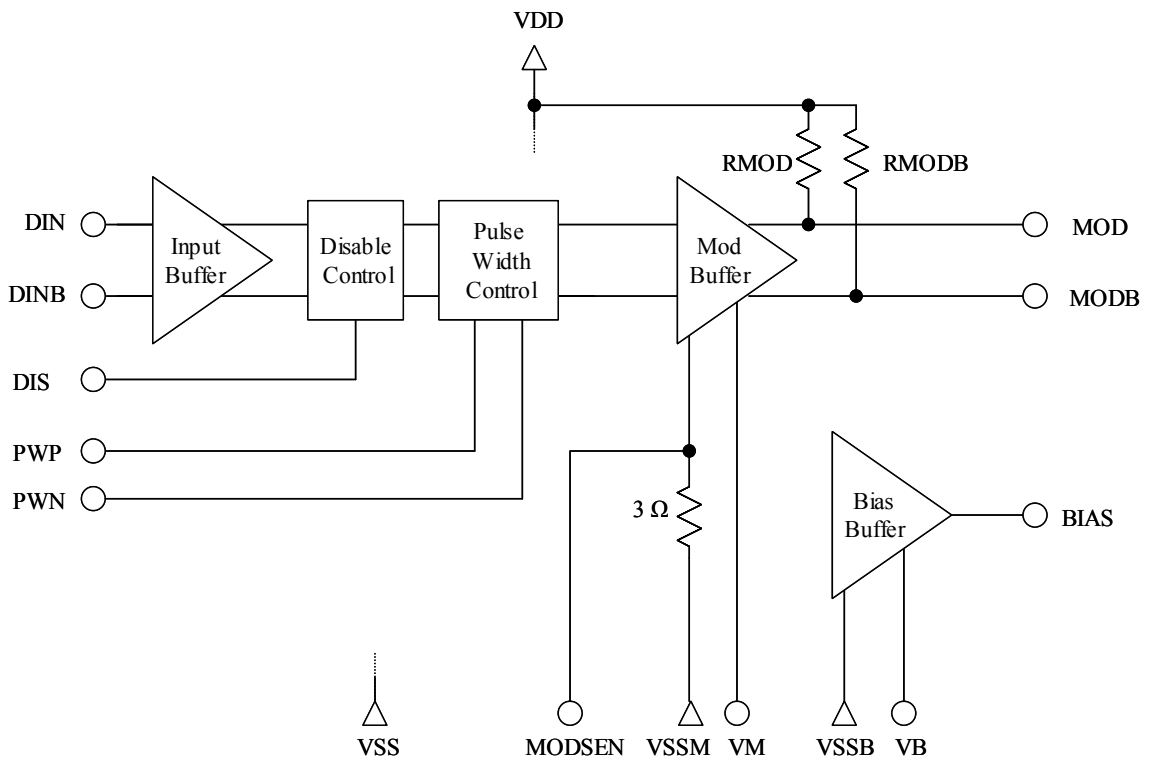 VDD
RMOD
RMODB
DIN
Input
Buffer
Disable
Control
Pulse
Width
Control
Mod
Buffer
MOD
DINB
MODB
DIS
PWP
PWN
3 Ω
Bias
Buffer
BIAS
VSS
MODSEN
VSSM
VM
VSSB
VB